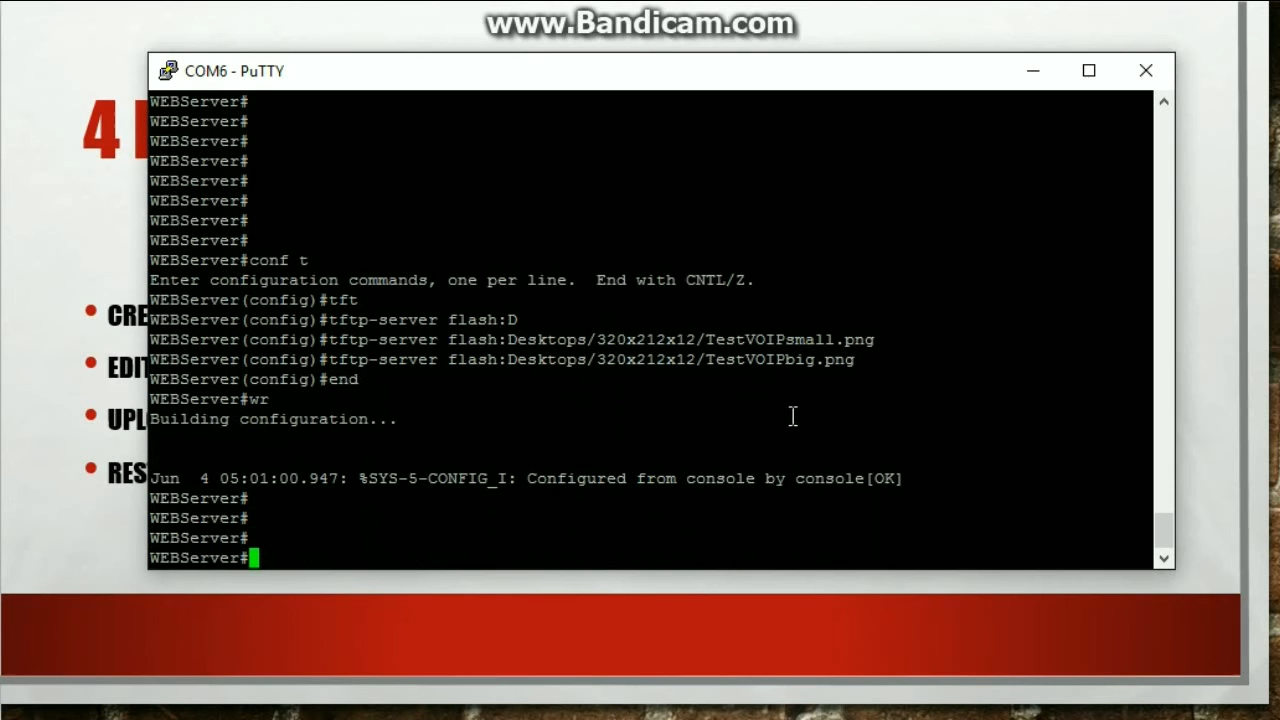 www.Bandicam.com
COM6 - PuTTY
4
WEBServer#
WEBServer#
WEBServer#
WEBServer#
WEBServer#
WEBServer#
WEBServer#
WEBServer#
WEBServer#conf t
Enter configuration commands, one per line.  End with CNTL/Z.
WEBServer(config)#tft
WEBServer(config)#tftp-server flash:D
WEBServer(config)#tftp-server flash:Desktops/320x212x12/TestVOIPsmall.png
WEBServer(config)#tftp-server flash:Desktops/320x212x12/TestVOIPbig.png
WEBServer(config)#end
WEBServer#wr
Building configuration...
Jun  4 05:01:00.947: %SYS-5-CONFIG_I: Configured from console by console[OK]
WEBServer#
WEBServer#
WEBServer#
WEBServer#
• CRE
• EDIT
• UPL
• RES